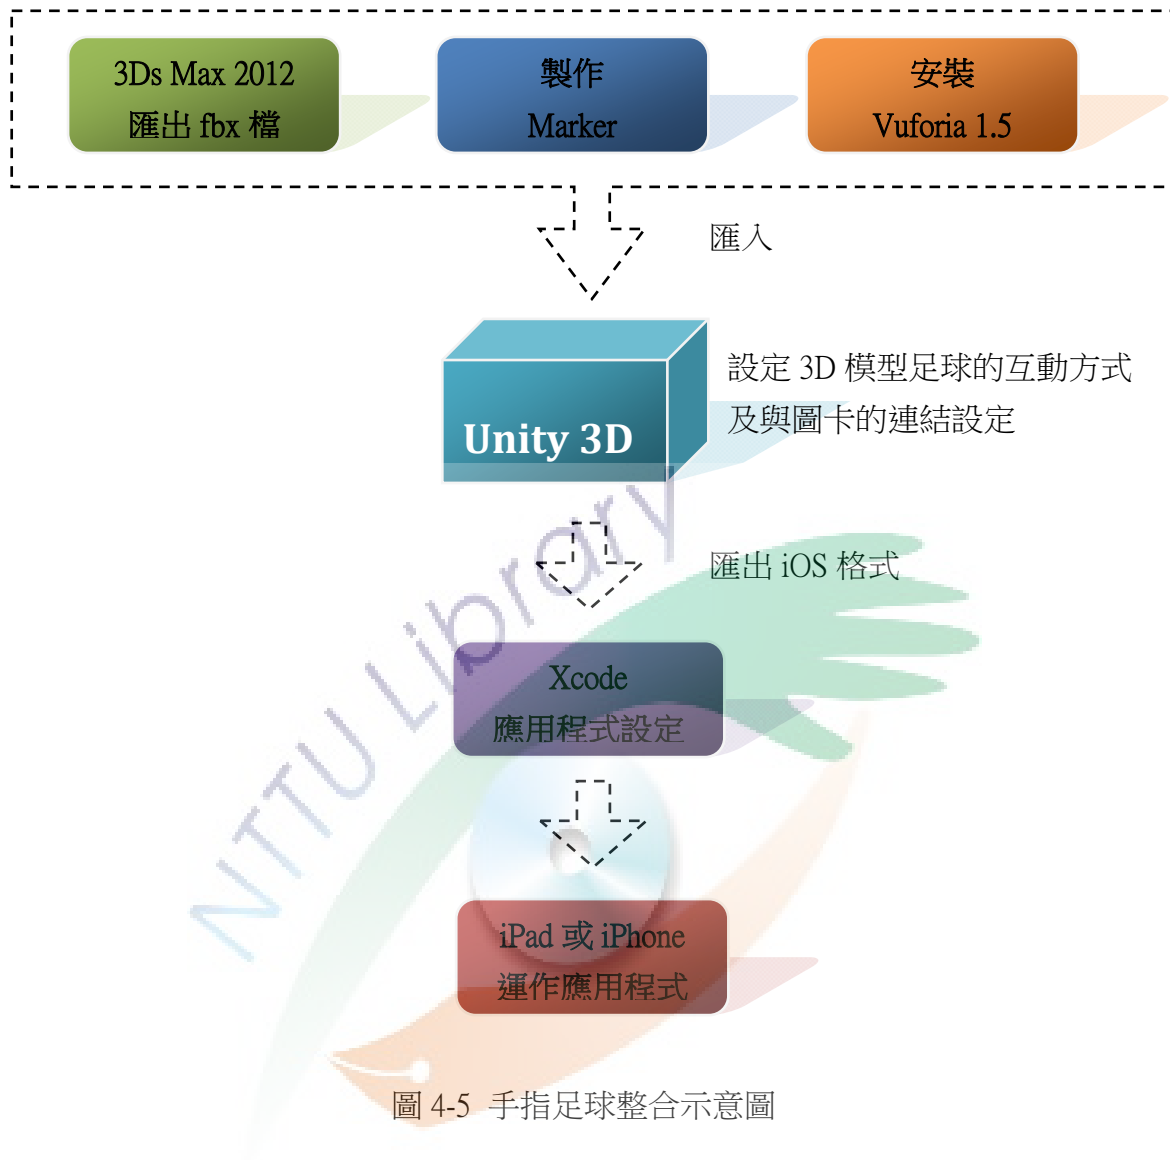 3Ds Max 2012
匯出 fbx 檔
製作
Marker
安裝
Vuforia 1.5
匯入
Unity 3D
設定 3D 模型足球的互動方式
及與圖卡的連結設定
匯出 iOS 格式
Xcode
應用程式設定
iPad 或 iPhone
運作應用程式
NTTU Library
圖 4-5 手指足球整合示意圖